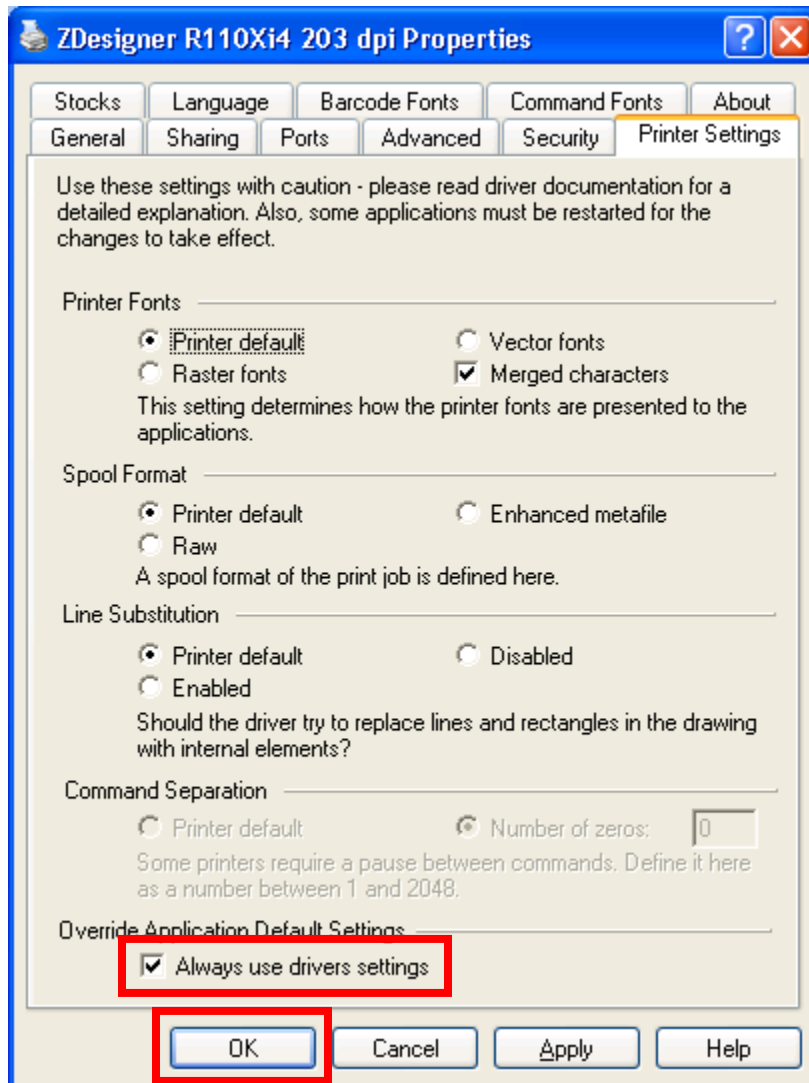 ZDesigner R110Xi4 203 dpi Properties
Stocks Language Barcode Fonts Command Fonts About
General Sharing Ports Advanced Security Printer Settings
Use these settings with caution - please read driver documentation for a
detailed explanation. Also, some applications must be restarted for the
changes to take effect.
Printer Fonts
Printer default Vector fonts
Raster fonts Merged characters
This setting determines how the printer fonts are presented to the
applications.
Spool Format
Printer default Enhanced metafile
Raw
A spool format of the print job is defined here.
Line Substitution
Printer default Disabled
Enabled
Should the driver try to replace lines and rectangles in the drawing
with internal elements?
Command Separation
Printer default Number of zeros: 0
Some printers require a pause between commands. Define it here
as a number between 1 and 2048.
Override Application Default Settings
Always use drivers settings
OK Cancel Apply Help